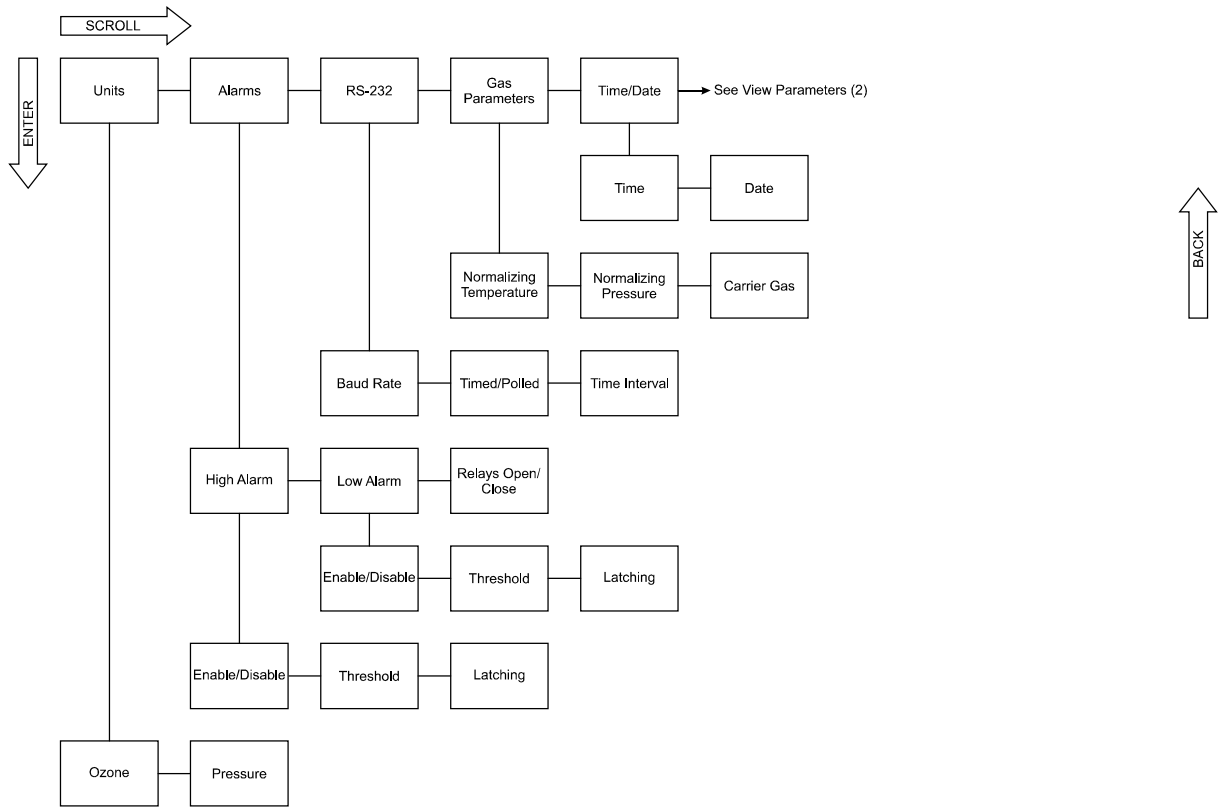 SCROLL
ENTER
Units
Alarms
RS-232
Gas
Parameters
Time/Date
See View Parameters (2)
Time
Date
BACK
Normalizing
Temperature
Normalizing
Pressure
Carrier Gas
Baud Rate
Timed/Polled
Time Interval
High Alarm
Low Alarm
Relays Open/
Close
Enable/Disable
Threshold
Latching
Enable/Disable
Threshold
Latching
Ozone
Pressure